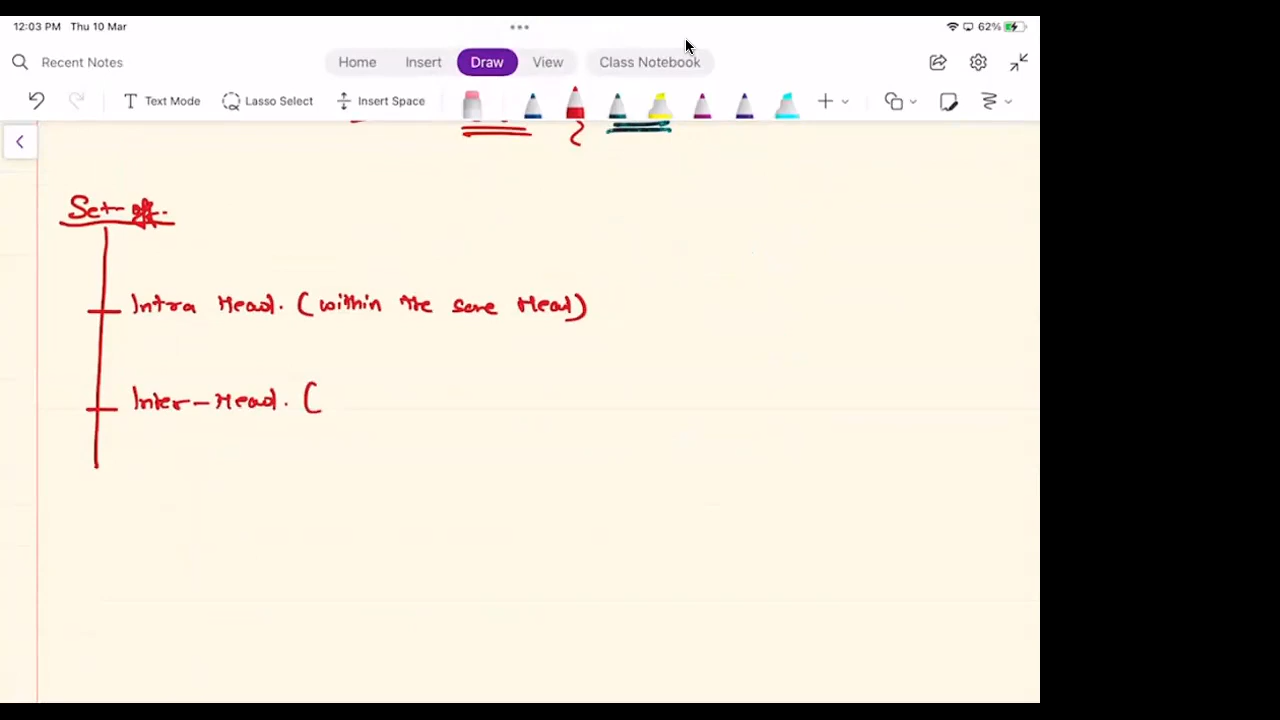 12:03 PM Thu 10 Mar
62%
Recent Notes
Home Insert Draw View Class Notebook
Text Mode Lasso Select Insert Space
Set-off.
Intra Head. (within the same Head)
Inter-Head. (